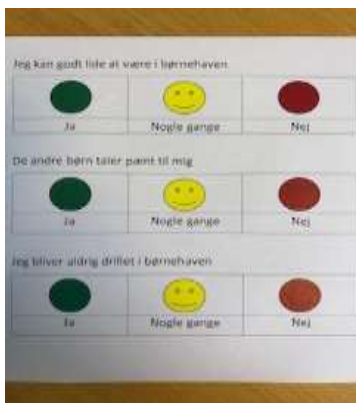 Jeg kan godt lide at være i børnehaven
Ja Nogle gange Nej
De andre børn taler pænt til mig
Ja Nogle gange Nej
Jeg bliver aldrig drillet i børnehaven
Ja Nogle gange Nej